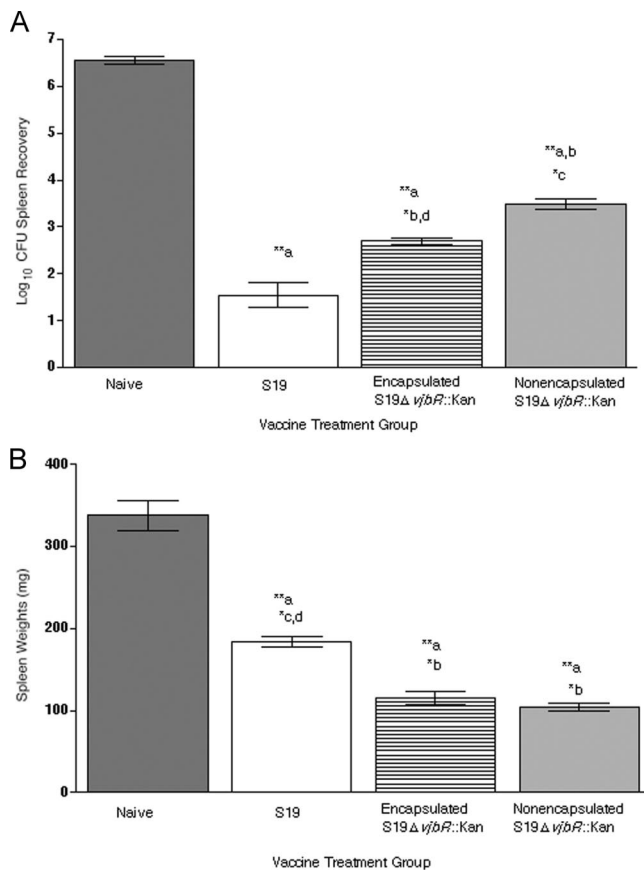 A
Log10 CFU Spleen Recovery
7
6
5
4
3
2
1
0
**a
**a
*b,d
**a,b
*c
Naive
S19
Encapsulated
S19Δ vjbR::Kan
Nonencapsulated
S19Δ vjbR::Kan
Vaccine Treatment Group
B
Spleen Weights (mg)
400
300
200
100
0
**a
*c,d
**a
*b
**a
*b
Naive
S19
Encapsulated
S19Δ vjbR::Kan
Nonencapsulated
S19Δ vjbR::Kan
Vaccine Treatment Group